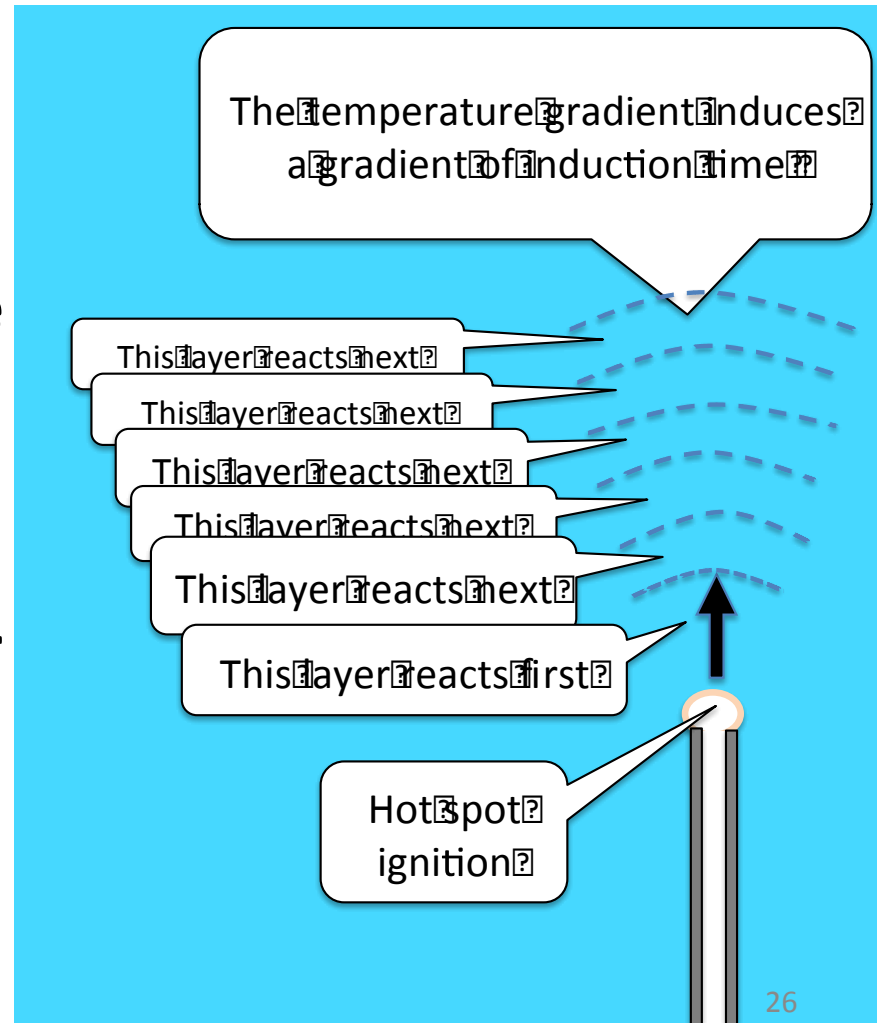 The temperature gradient induces
a gradient of induction time
This layer reacts next
This layer reacts next
This layer reacts next
This layer reacts next
This layer reacts next
This layer reacts first
Hot spot
ignition
26